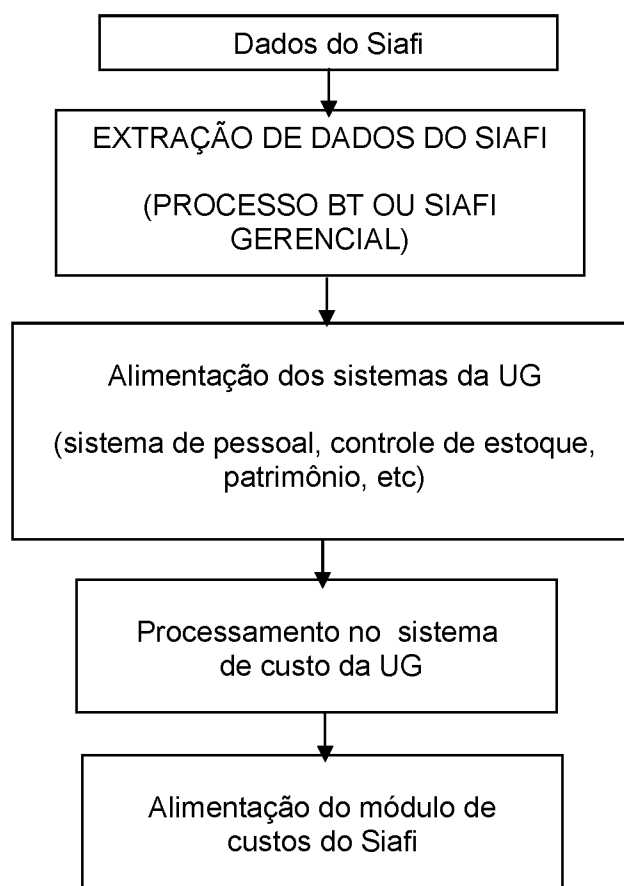 Dados do Siafi
EXTRAÇÃO DE DADOS DO SIAFI
(PROCESSO BT OU SIAFI
GERENCIAL)
Alimentação dos sistemas da UG
(sistema de pessoal, controle de estoque,
patrimônio, etc)
Processamento no sistema
de custo da UG
Alimentação do módulo de
custos do Siafi